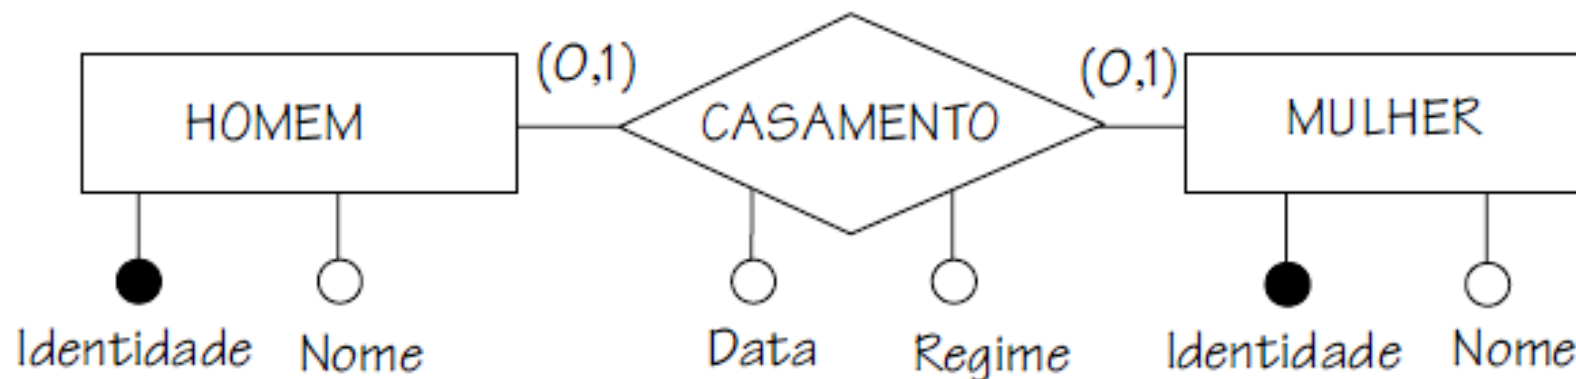 (0,1) (0,1)
HOMEM CASAMENTO MULHER
Identidade Nome Data Regime Identidade Nome